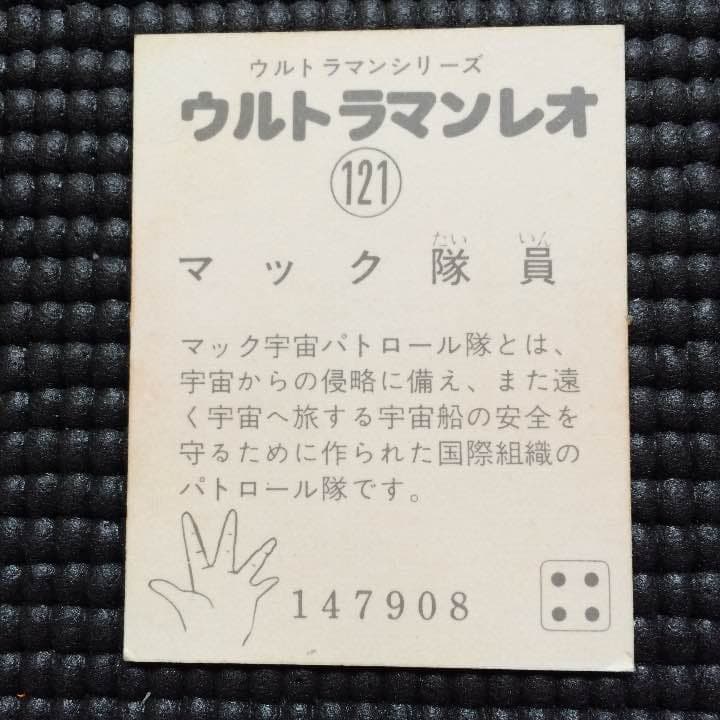 ウルトラマンシリーズ
ウルトラマンレオ
121
たい いん
マック隊員
マック宇宙パトロール隊とは、
宇宙からの侵略に備え、また遠
く宇宙へ旅する宇宙船の安全を
守るために作られた国際組織の
パトロール隊です。
147908